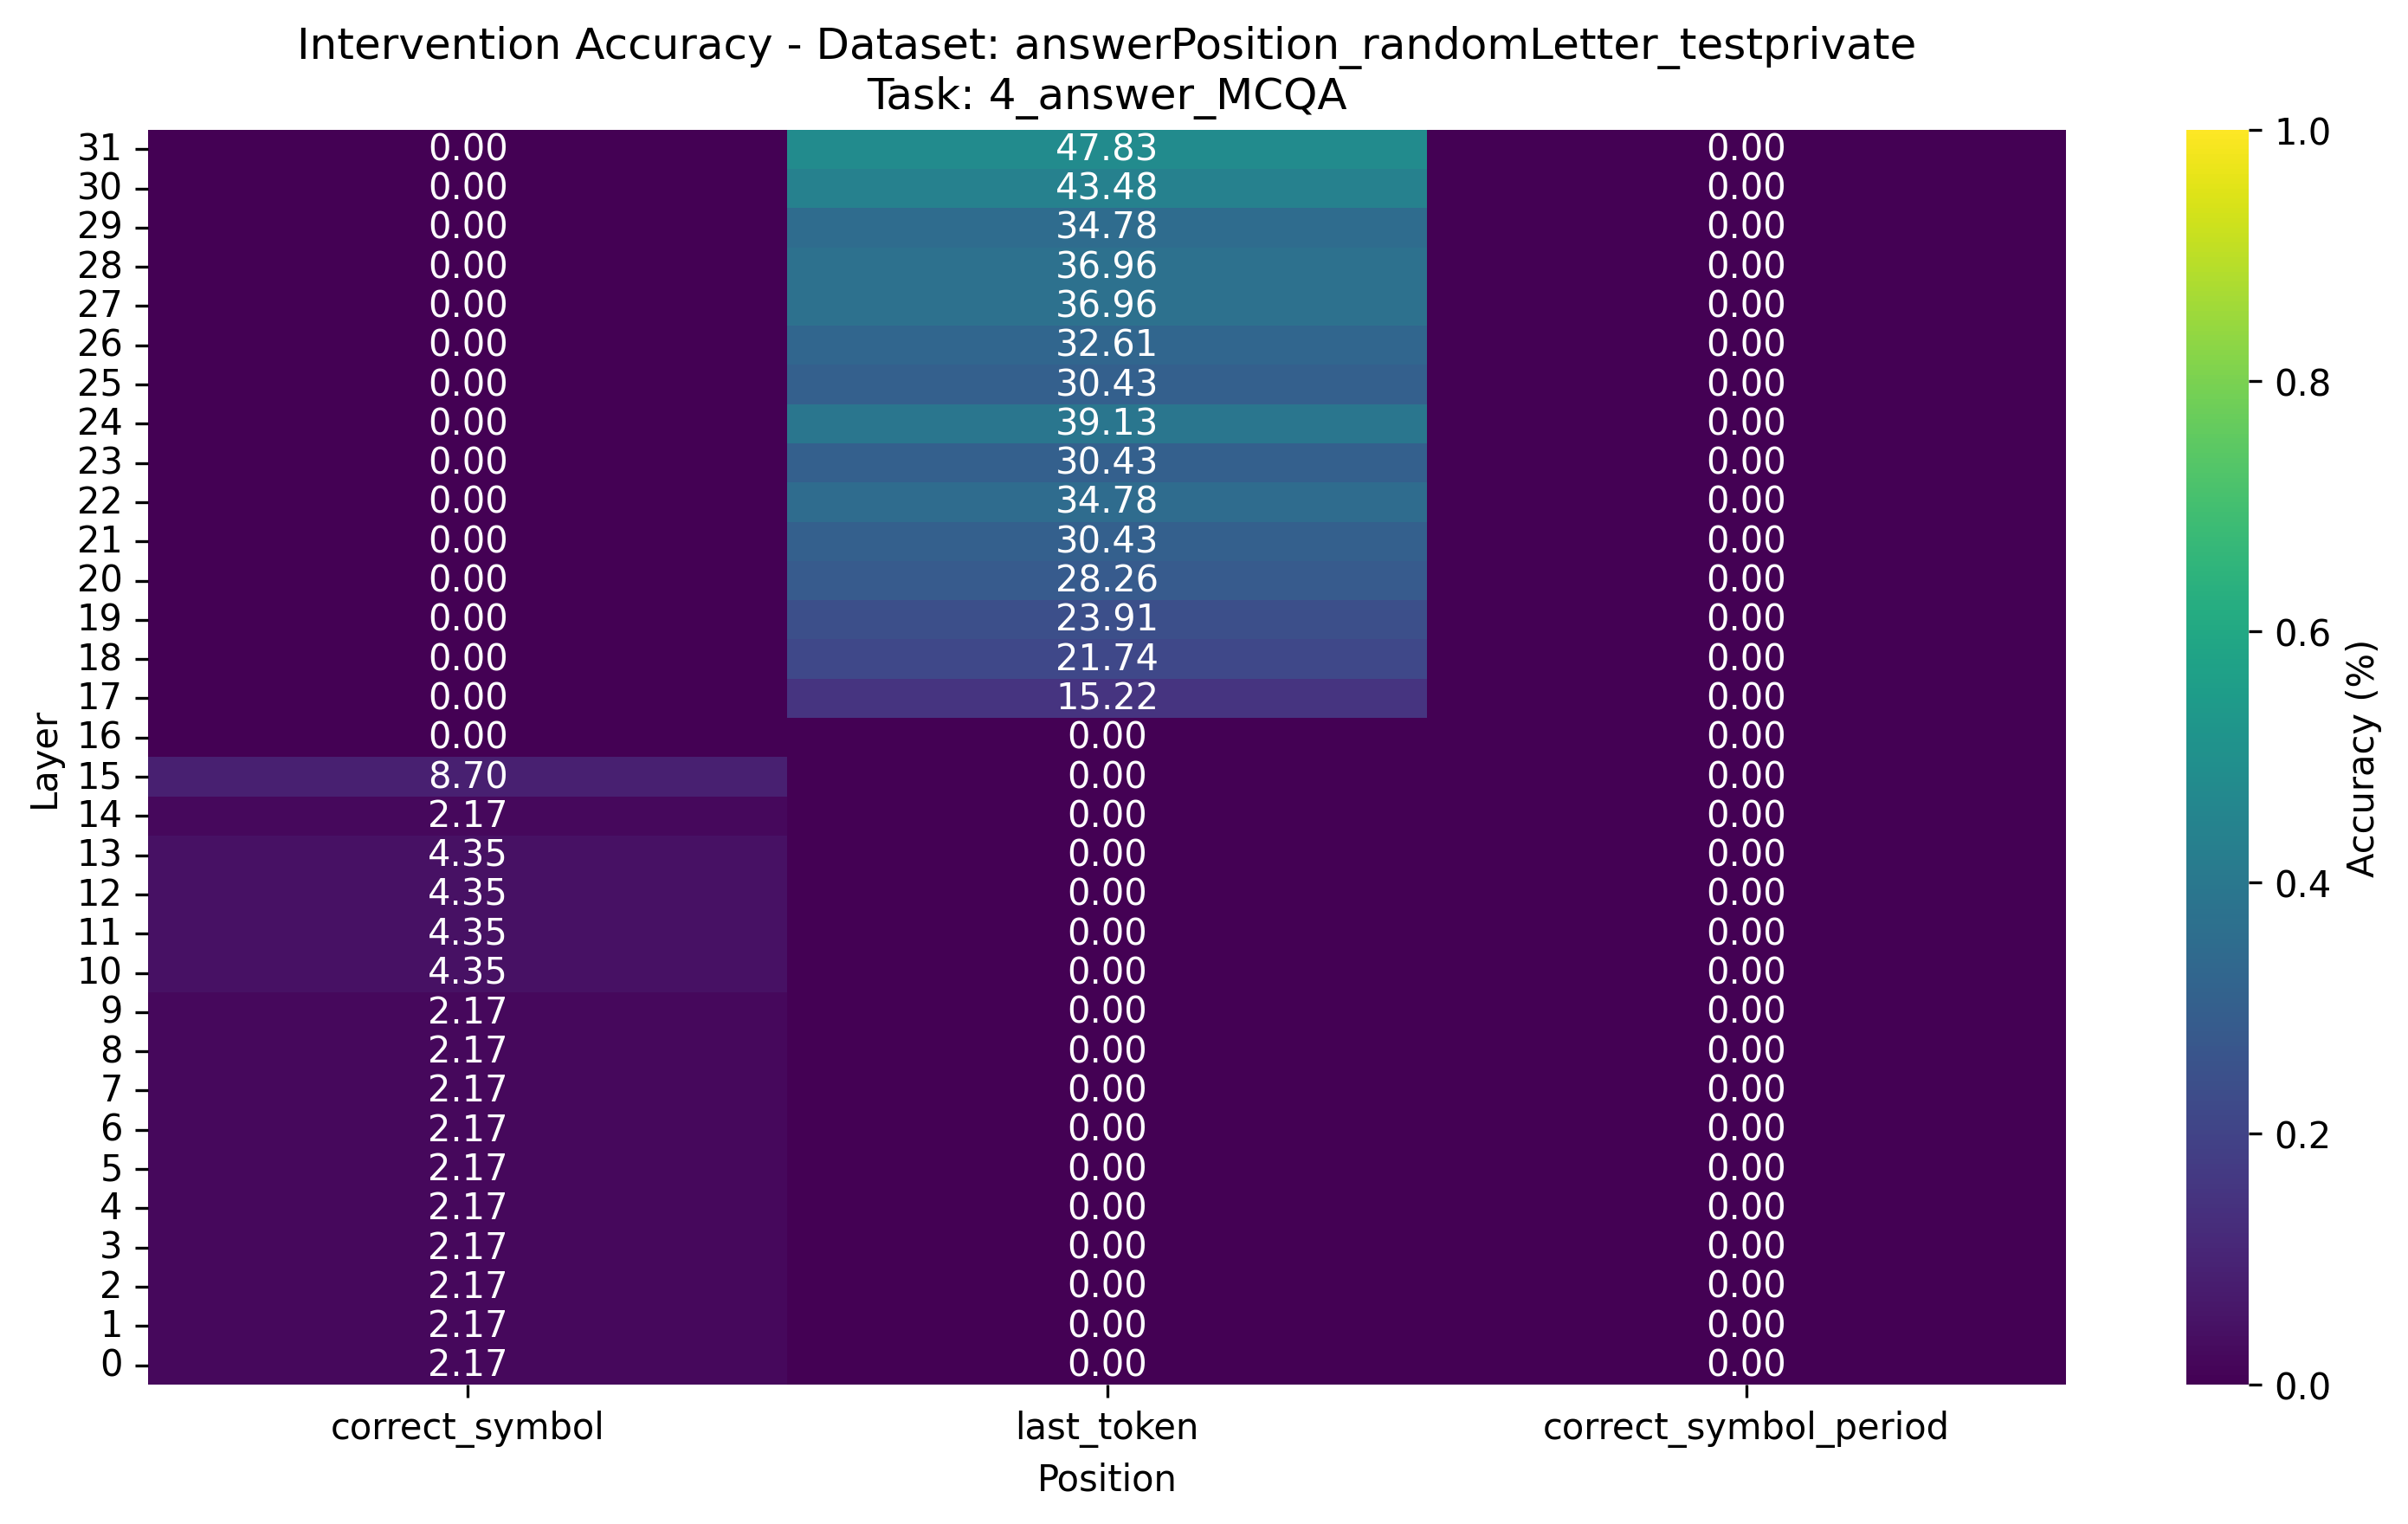 Intervention Accuracy - Dataset: answerPosition_randomLetter_testprivate
Task: 4_answer_MCQA
31 0.00 47.83 0.00
30 0.00 43.48 0.00
29 0.00 34.78 0.00
28 0.00 36.96 0.00
27 0.00 36.96 0.00
26 0.00 32.61 0.00
25 0.00 30.43 0.00
24 0.00 39.13 0.00
23 0.00 30.43 0.00
22 0.00 34.78 0.00
21 0.00 30.43 0.00
20 0.00 28.26 0.00
19 0.00 23.91 0.00
18 0.00 21.74 0.00
17 0.00 15.22 0.00
16 0.00 0.00 0.00
15 8.70 0.00 0.00
14 2.17 0.00 0.00
13 4.35 0.00 0.00
12 4.35 0.00 0.00
11 4.35 0.00 0.00
10 4.35 0.00 0.00
9 2.17 0.00 0.00
8 2.17 0.00 0.00
7 2.17 0.00 0.00
6 2.17 0.00 0.00
5 2.17 0.00 0.00
4 2.17 0.00 0.00
3 2.17 0.00 0.00
2 2.17 0.00 0.00
1 2.17 0.00 0.00
0 2.17 0.00 0.00
correct_symbol last_token correct_symbol_period
Position
Layer
1.0
0.8
0.6
0.4
0.2
0.0
Accuracy (%)